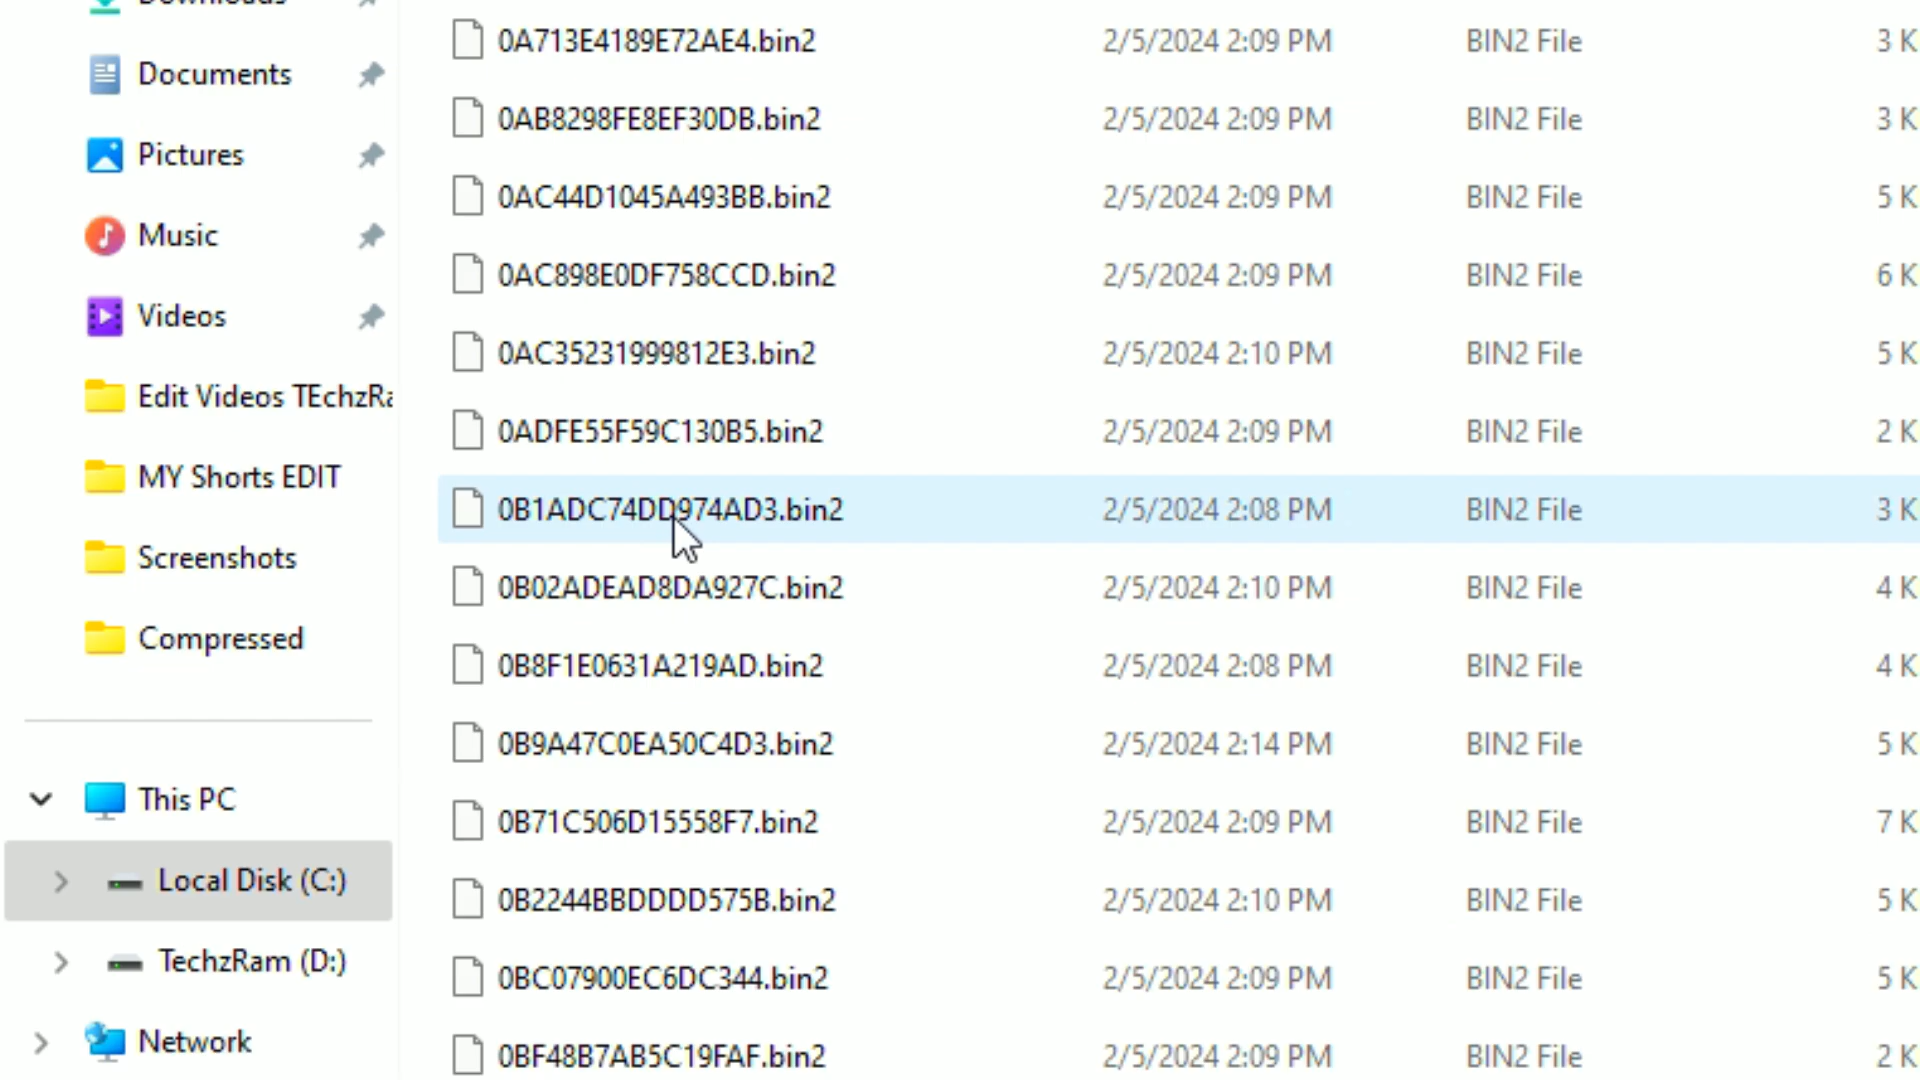 Downloads
Documents
Pictures
Music
Videos
Edit Videos TEchzRa
MY Shorts EDIT
Screenshots
Compressed
This PC
Local Disk (C:)
TechzRam (D:)
Network
0A713E4189E72AE4.bin2 2/5/2024 2:09 PM BIN2 File 3 K
0AB8298FE8EF30DB.bin2 2/5/2024 2:09 PM BIN2 File 3 K
0AC44D1045A493BB.bin2 2/5/2024 2:09 PM BIN2 File 5 K
0AC898E0DF758CCD.bin2 2/5/2024 2:09 PM BIN2 File 6 K
0AC35231999812E3.bin2 2/5/2024 2:10 PM BIN2 File 5 K
0ADFE55F59C130B5.bin2 2/5/2024 2:09 PM BIN2 File 2 K
0B1ADC74DD974AD3.bin2 2/5/2024 2:08 PM BIN2 File 3 K
0B02ADEAD8DA927C.bin2 2/5/2024 2:10 PM BIN2 File 4 K
0B8F1E0631A219AD.bin2 2/5/2024 2:08 PM BIN2 File 4 K
0B9A47C0EA50C4D3.bin2 2/5/2024 2:14 PM BIN2 File 5 K
0B71C506D15558F7.bin2 2/5/2024 2:09 PM BIN2 File 7 K
0B2244BBDDDD575B.bin2 2/5/2024 2:10 PM BIN2 File 5 K
0BC07900EC6DC344.bin2 2/5/2024 2:09 PM BIN2 File 5 K
0BF48B7AB5C19FAF.bin2 2/5/2024 2:09 PM BIN2 File 2 K